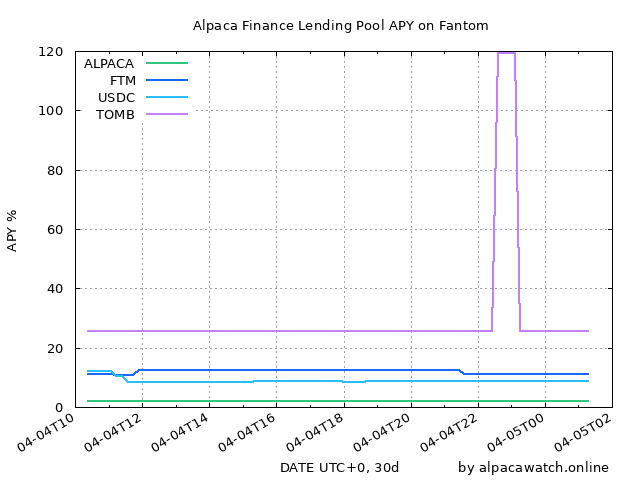 Alpaca Finance Lending Pool APY on Fantom
120
100
80
60
40
20
0
APY %
ALPACA
FTM
USDC
TOMB
04-04T10
04-04T12
04-04T14
04-04T16
04-04T18
04-04T20
04-04T22
04-05T00
04-05T02
DATE UTC+0, 30d
by alpacawatch.online